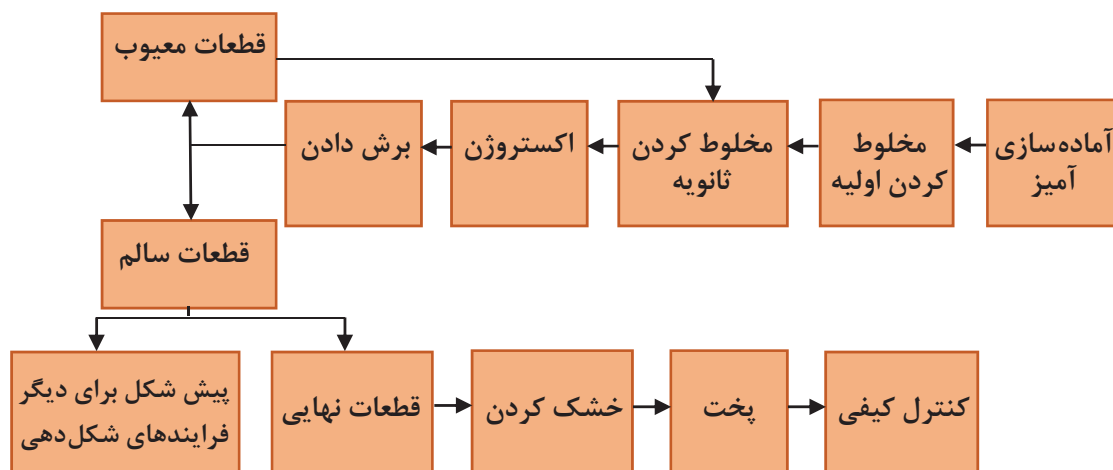 قطعات معیوب
آماده‌سازی
آمیز
مخلوط
کردن اولیه
مخلوط کردن
ثانویه
اکستروژن
برش دادن
قطعات سالم
پیش شکل برای دیگر
فرایندهای شکل‌دهی
قطعات نهایی
خشک کردن
پخت
کنترل کیفی